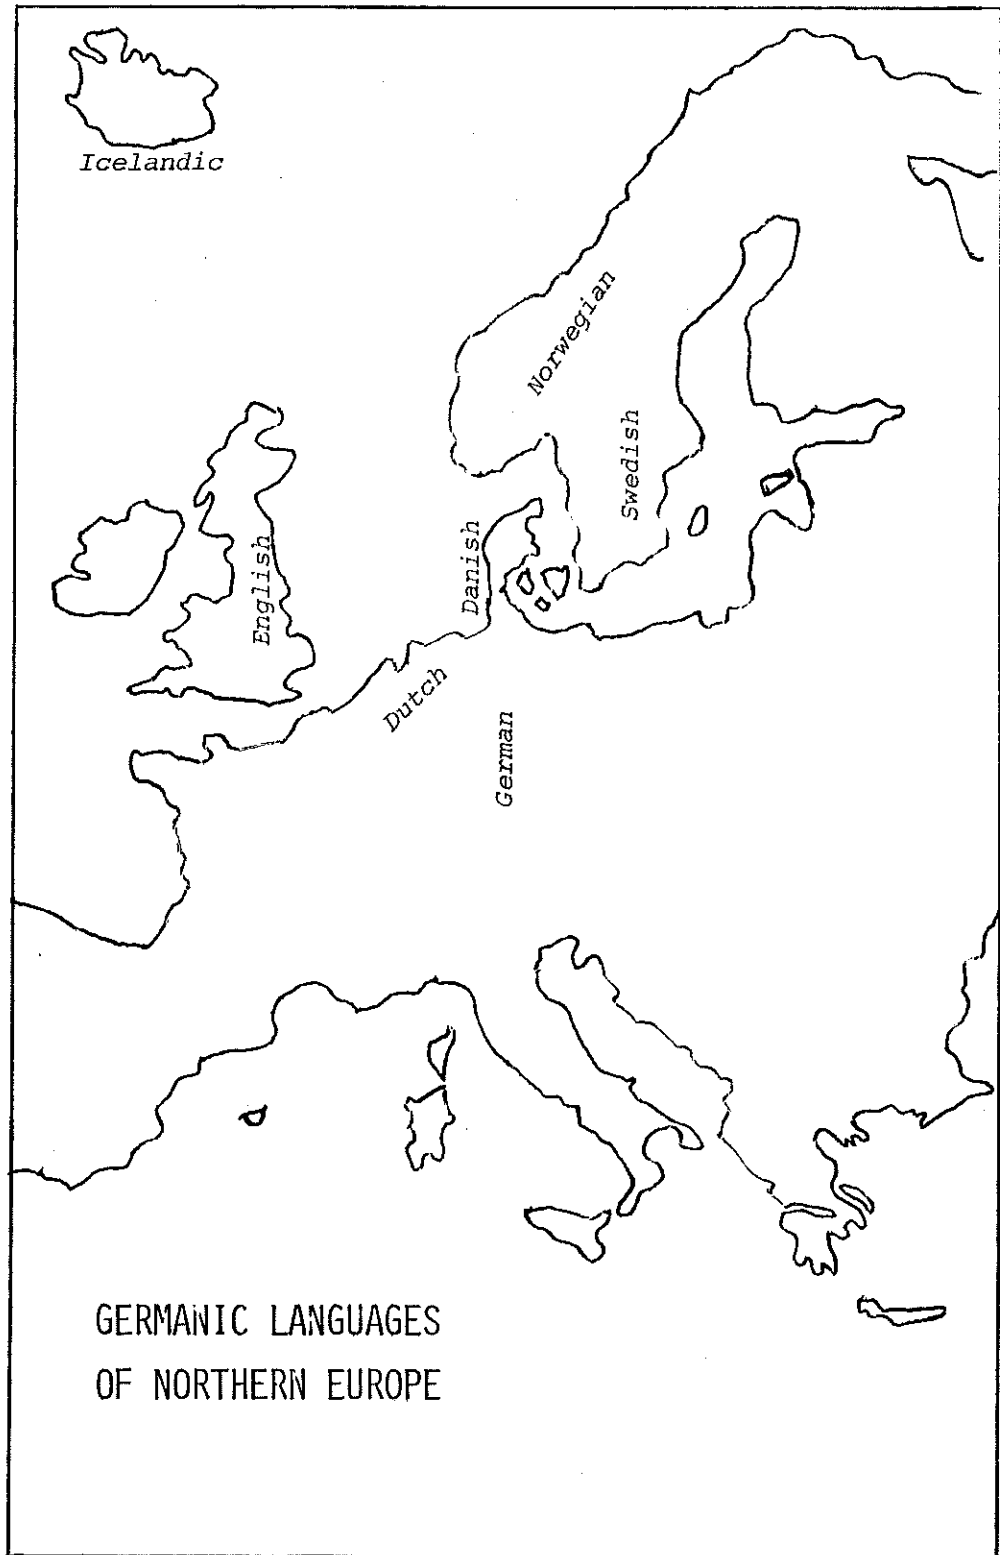 Icelandic
Norwegian
Swedish
English
Danish
Dutch
German
GERMANIC LANGUAGES
OF NORTHERN EUROPE